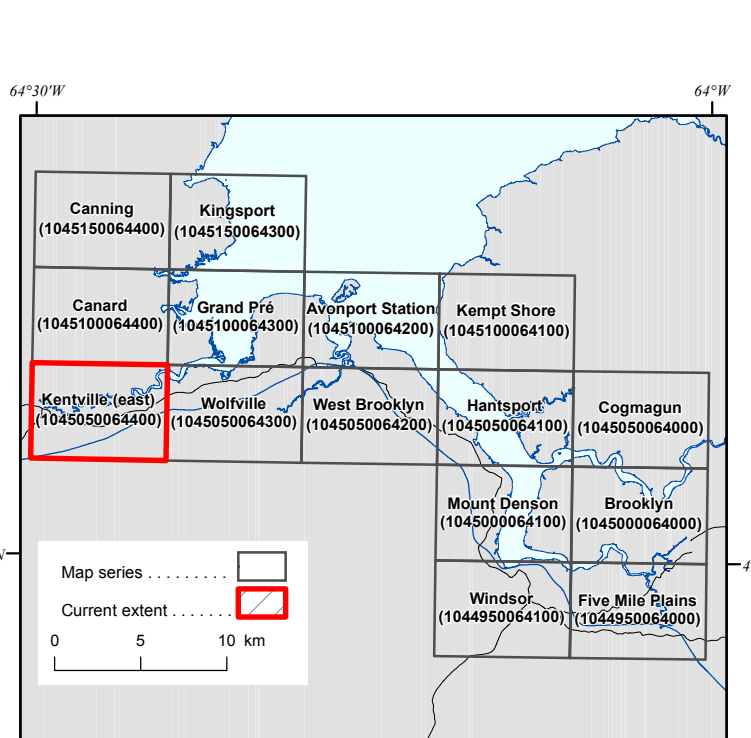 64°30'W
64°W
Canning
(1045150064400)
Kingsport
(1045150064300)
Canard
(1045100064400)
Grand Pré
(1045100064300)
Avonport Station
(1045100064200)
Kempt Shore
(1045100064100)
Kentville (east)
(1045050064400)
Wolfville
(1045050064300)
West Brooklyn
(1045050064200)
Hantsport
(1045050064100)
Cogmagun
(1045050064000)
Mount Denson
(1045000064100)
Brooklyn
(1045000064000)
Windsor
(1044950064100)
Five Mile Plains
(1044950064000)
Map series . . . . . . . . .
Current extent . . . . . . .
0 5 10 km